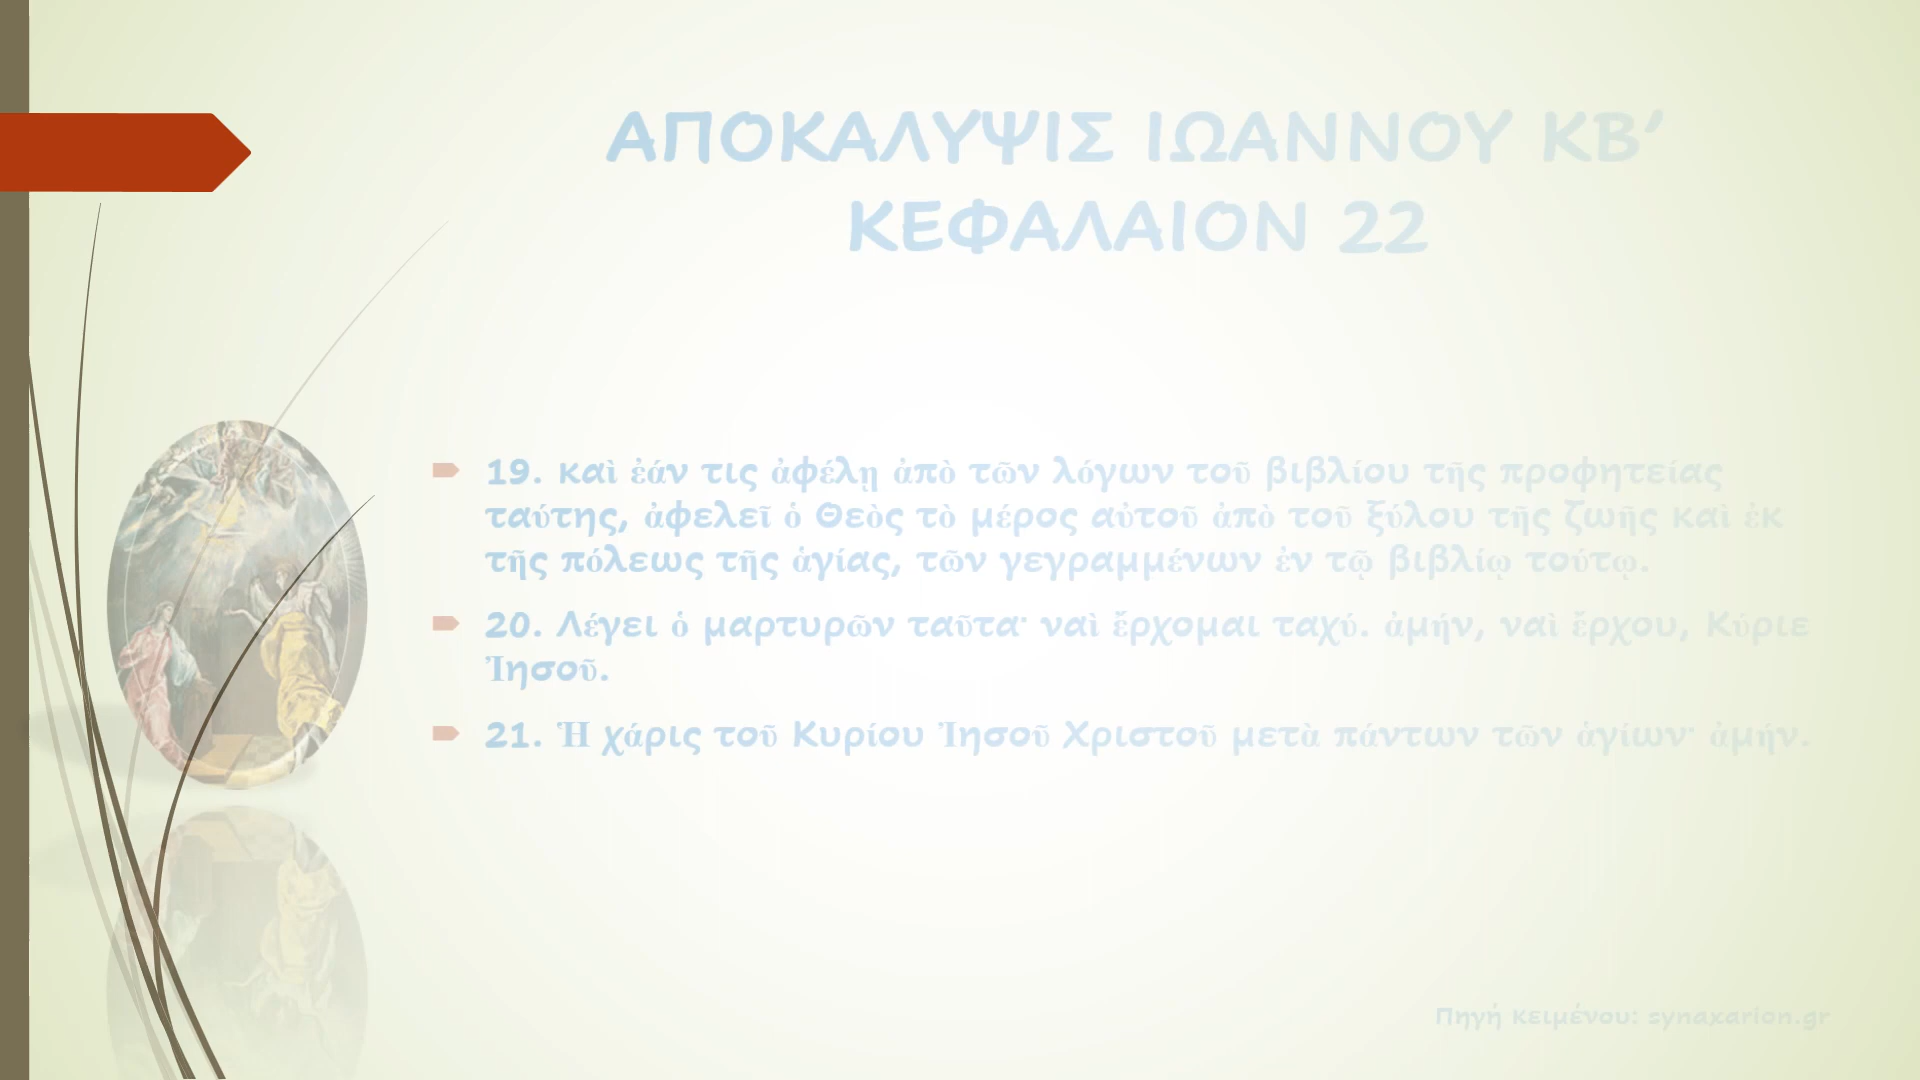 ΑΠΟΚΑΛΥΨΙΣ ΙΩΑΝΝΟΥ ΚΒ’
ΚΕΦΑΛΑΙΟΝ 22
19. καὶ ἐάν τις ἀφέλῃ ἀπὸ τῶν λόγων τοῦ βιβλίου τῆς προφητείας
ταύτης, ἀφελεῖ ὁ Θεὸς τὸ μέρος αὐτοῦ ἀπὸ τοῦ ξύλου τῆς ζωῆς καὶ ἐκ
τῆς πόλεως τῆς ἁγίας, τῶν γεγραμμένων ἐν τῷ βιβλίῳ τούτῳ.
20. Λέγει ὁ μαρτυρῶν ταῦτα· ναὶ ἔρχομαι ταχύ. ἀμήν, ναὶ ἔρχου, Κύριε
Ἰησοῦ.
21. Ἡ χάρις τοῦ Κυρίου Ἰησοῦ Χριστοῦ μετὰ πάντων τῶν ἁγίων· ἀμήν.
Πηγή κειμένου: synaxarion.gr